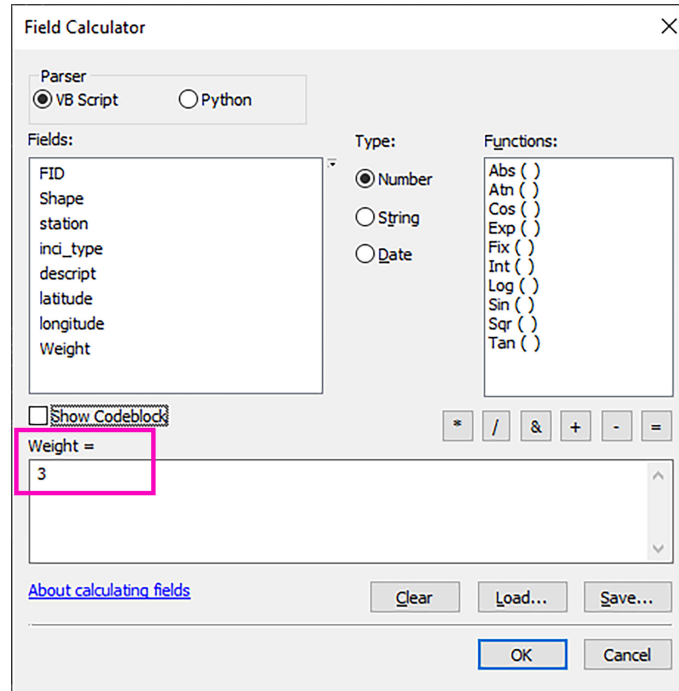 Field Calculator
Parser
VB Script
Python
Fields:
Type:
Functions:
FID
Shape
station
inci_type
descript
latitude
longitude
Weight
Number
String
Date
Abs ( )
Atn ( )
Cos ( )
Exp ( )
Fix ( )
Int ( )
Log ( )
Sin ( )
Sqr ( )
Tan ( )
Show Codeblock
* / & + - =
Weight =
3
About calculating fields
Clear
Load...
Save...
OK
Cancel